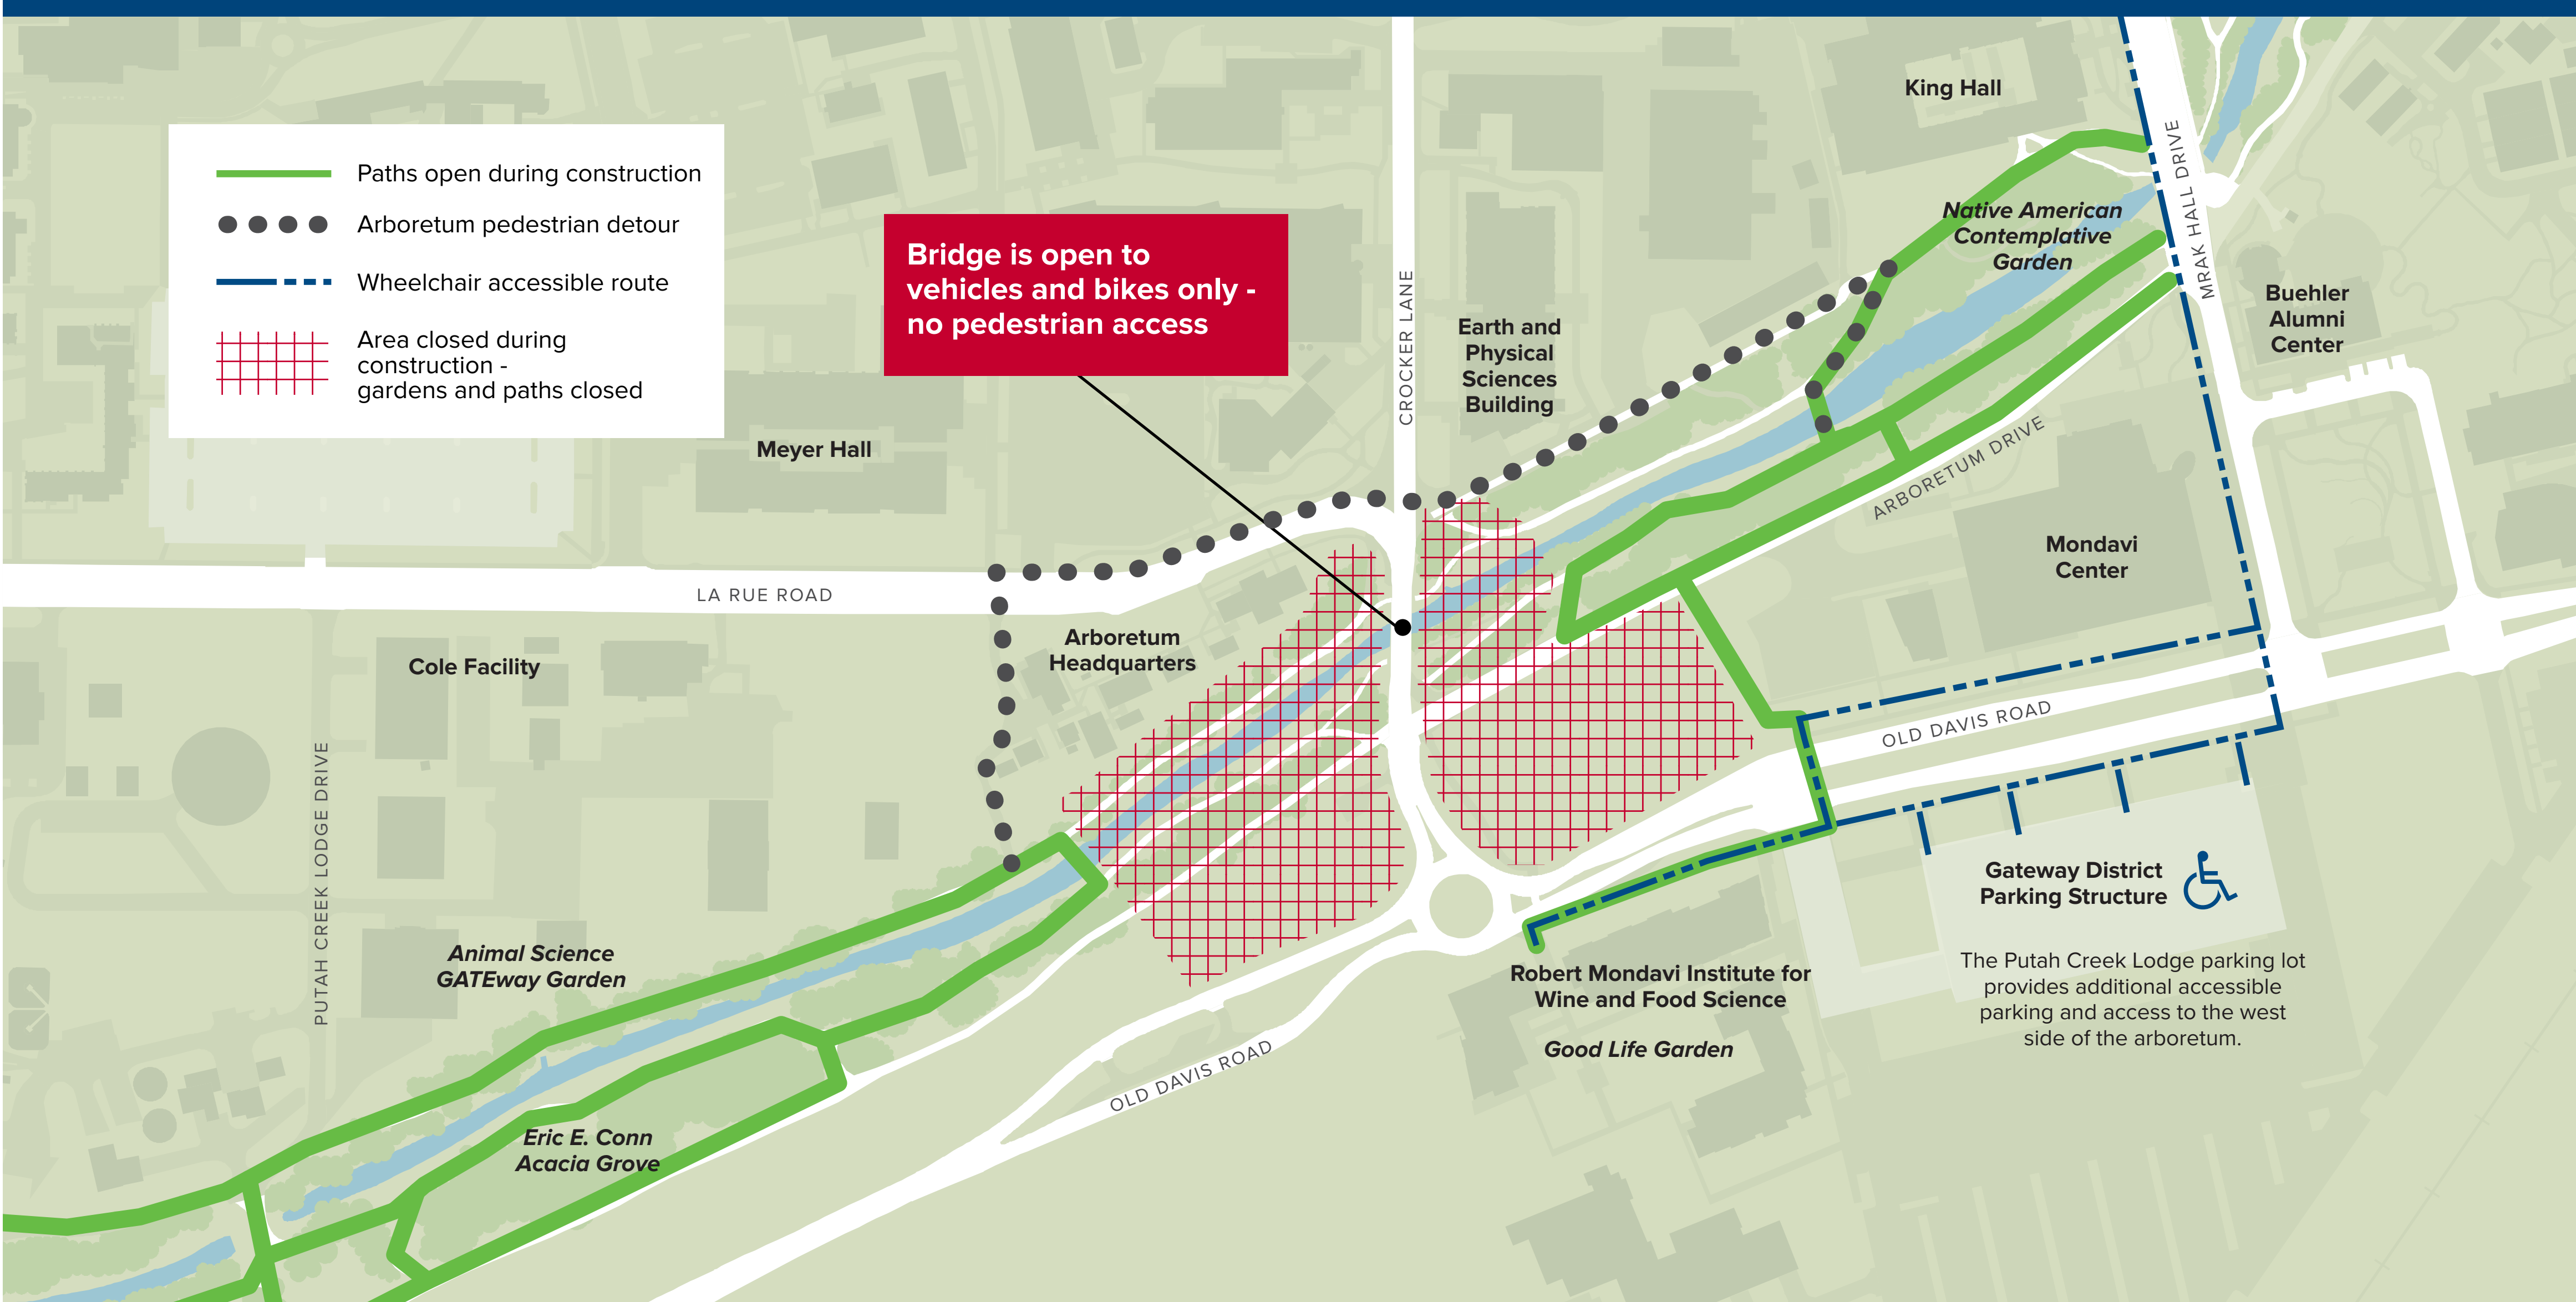 Paths open during construction
Arboretum pedestrian detour
Wheelchair accessible route
Area closed during
construction -
gardens and paths closed
Bridge is open to
vehicles and bikes only -
no pedestrian access
King Hall
MRAK HALL DRIVE
Native American
Contemplative
Garden
Buehler
Alumni
Center
CROCKER LANE
Earth and
Physical
Sciences
Building
Meyer Hall
ARBORETUM DRIVE
Mondavi
Center
LA RUE ROAD
Arboretum
Headquarters
Cole Facility
PUTAH CREEK LODGE DRIVE
OLD DAVIS ROAD
Gateway District
Parking Structure
The Putah Creek Lodge parking lot
provides additional accessible
parking and access to the west
side of the arboretum.
Animal Science
GATEway Garden
Robert Mondavi Institute for
Wine and Food Science
Good Life Garden
OLD DAVIS ROAD
Eric E. Conn
Acacia Grove